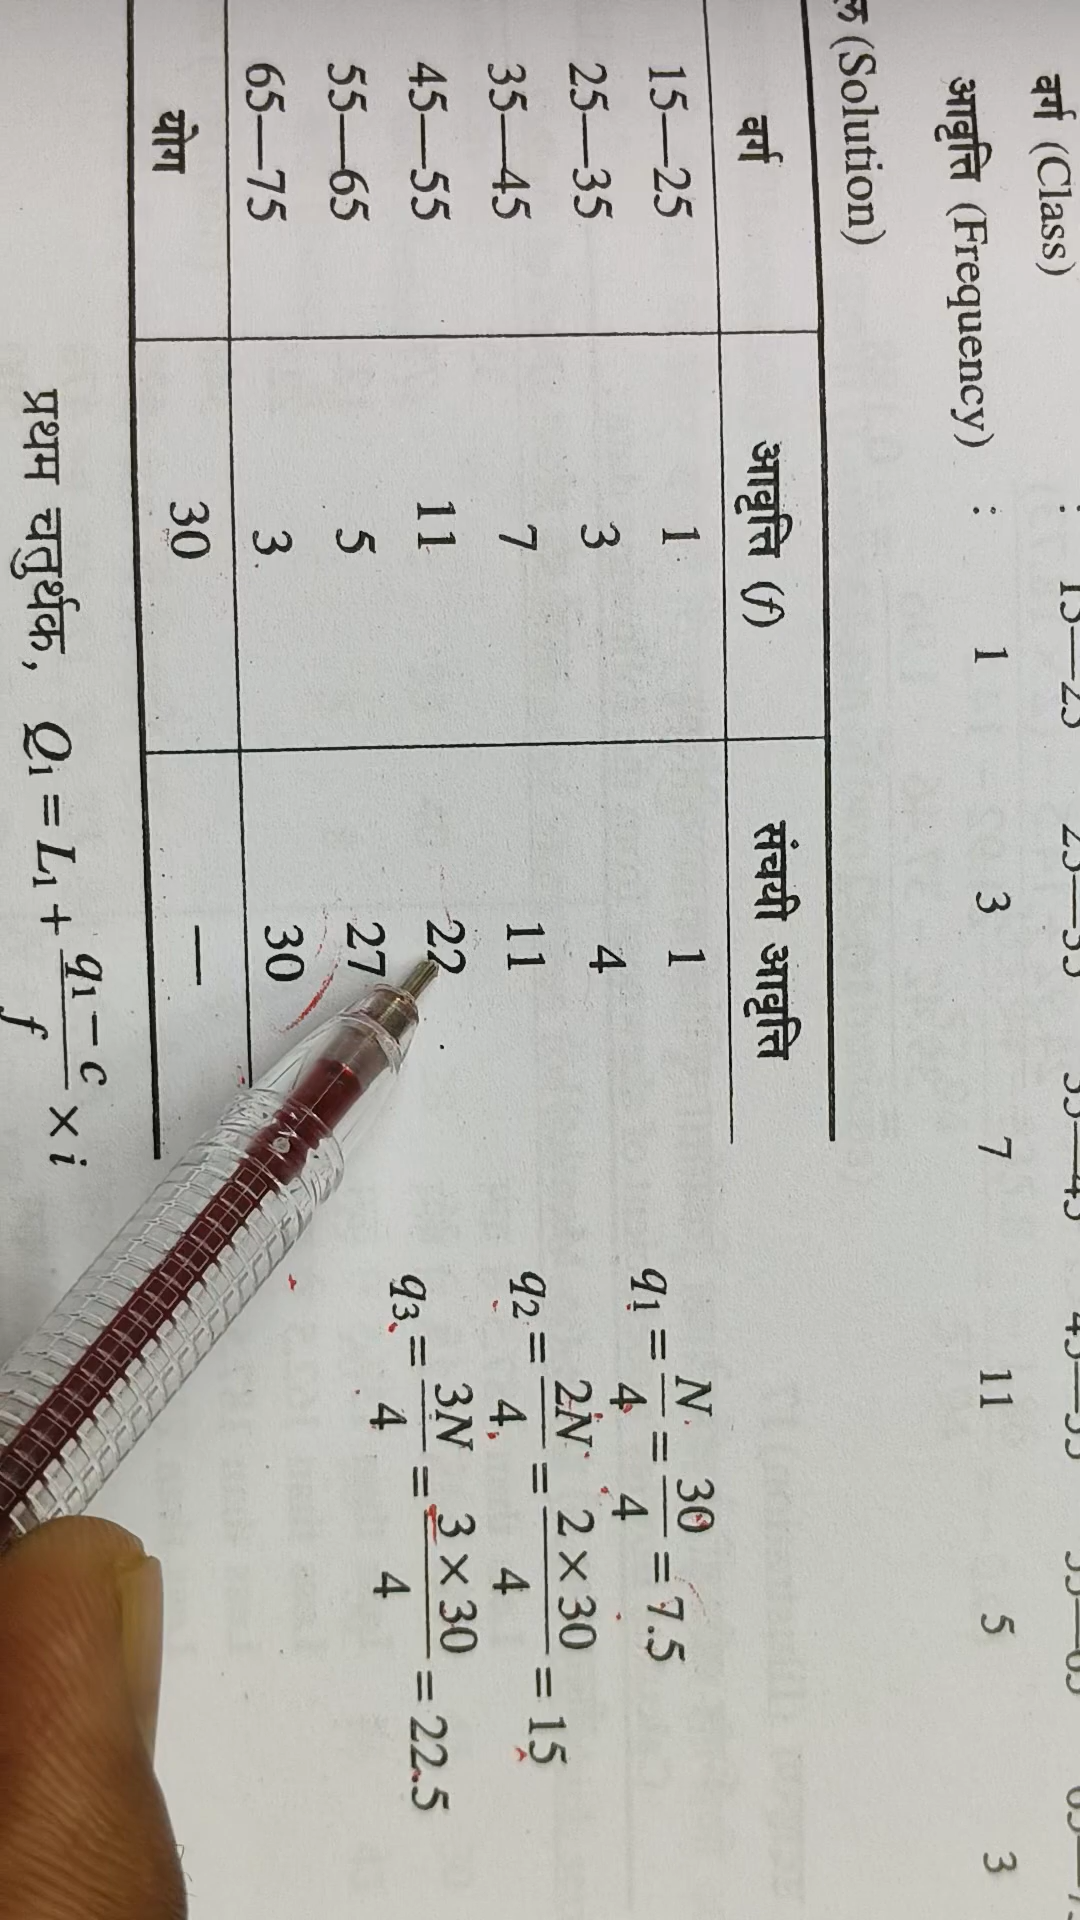 वर्ग (Class) : 15—25 25—35 35—45 45—55 55—65
आवृत्ति (Frequency) : 1 3 7 11 5 3
(Solution)
वर्ग आवृत्ति (f) संचयी आवृत्ति
15—25 1 1
25—35 3 4
35—45 7 11
45—55 11 22
55—65 5 27
65—75 3 30
योग 30 —
q₁ = N/4 = 30/4 = 7.5
q₂ = 2N/4 = 2 × 30/4 = 15
q₃ = 3N/4 = 3 × 30/4 = 22.5
प्रथम चतुर्थक, Q₁ = L₁ + q₁ − c/f × i